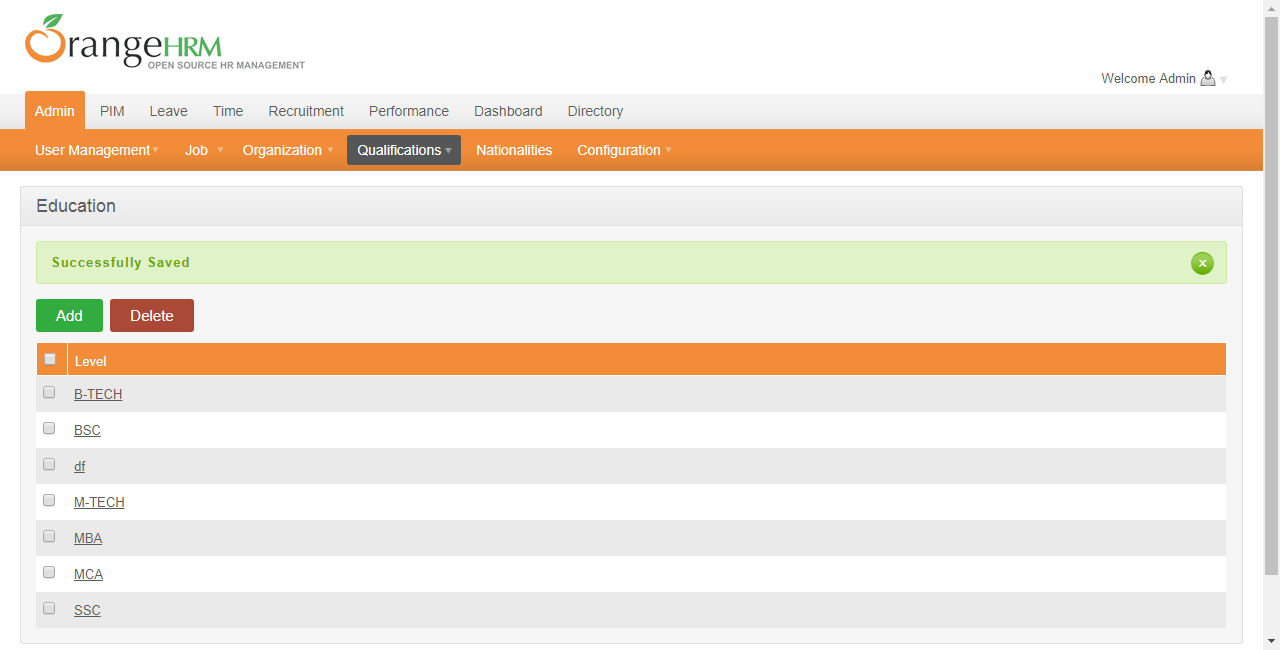 OrangeHRM
OPEN SOURCE HR MANAGEMENT
Welcome Admin
Admin PIM Leave Time Recruitment Performance Dashboard Directory
User Management Job Organization Qualifications Nationalities Configuration
Education
Successfully Saved x
Add Delete
Level
B-TECH
BSC
df
M-TECH
MBA
MCA
SSC